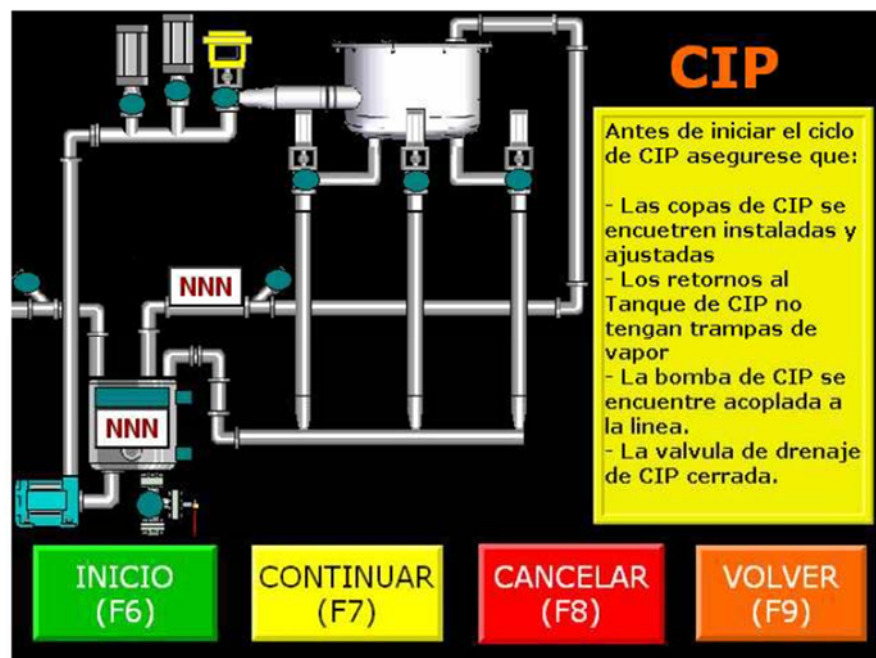 CIP
Antes de iniciar el ciclo
de CIP asegurese que:
- Las copas de CIP se
encuetren instaladas y
ajustadas
- Los retornos al
Tanque de CIP no
tengan trampas de
vapor
- La bomba de CIP se
encuentre acoplada a
la linea.
- La valvula de drenaje
de CIP cerrada.
NNN
NNN
INICIO
(F6)
CONTINUAR
(F7)
CANCELAR
(F8)
VOLVER
(F9)